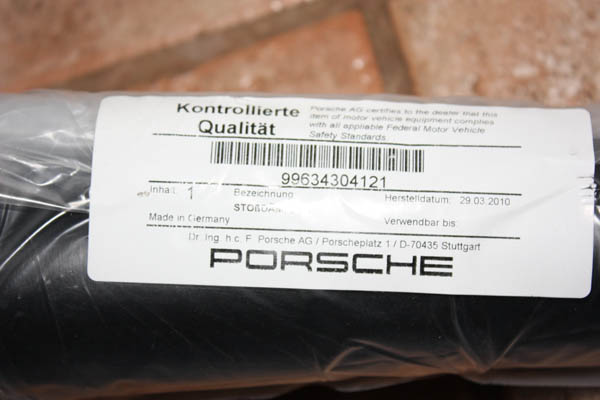 Kontrollierte
Qualität
Porsche AG certifies to the dealer that this
item of motor vehicle equipment complies
with all appliable Federal Motor Vehicle
Safety Standards.
99634304121
Inhalt: 1
Bezeichnung
Herstelldatum: 29.03.2010
Made in Germany
Verwendbar bis:
Dr. Ing. h.c. F. Porsche AG / Porscheplatz 1 / D-70435 Stuttgart
PORSCHE